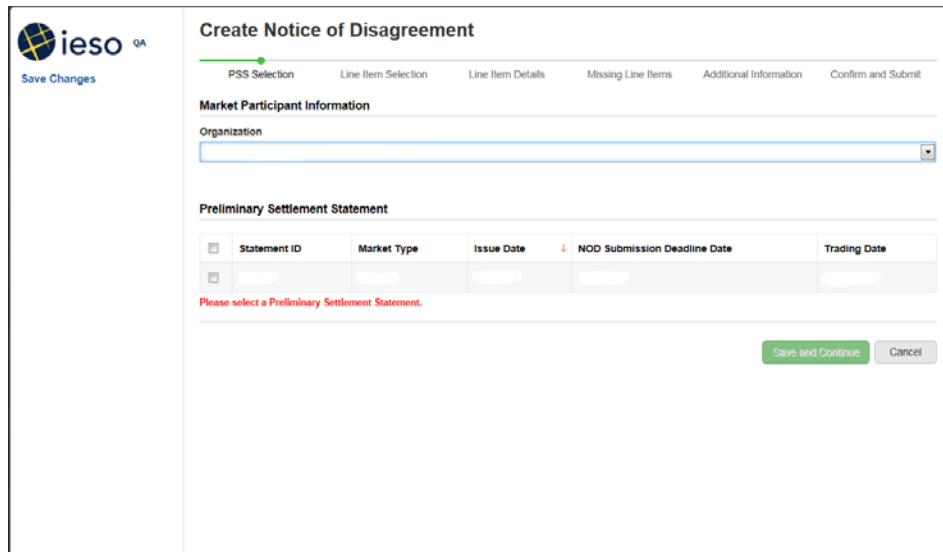 ieso QA
Save Changes
Create Notice of Disagreement
PSS Selection Line Item Selection Line Item Details Missing Line Items Additional Information Confirm and Submit
Market Participant Information
Organization
Preliminary Settlement Statement
Statement ID Market Type Issue Date ↓ NOD Submission Deadline Date Trading Date
Please select a Preliminary Settlement Statement.
Save and Continue Cancel